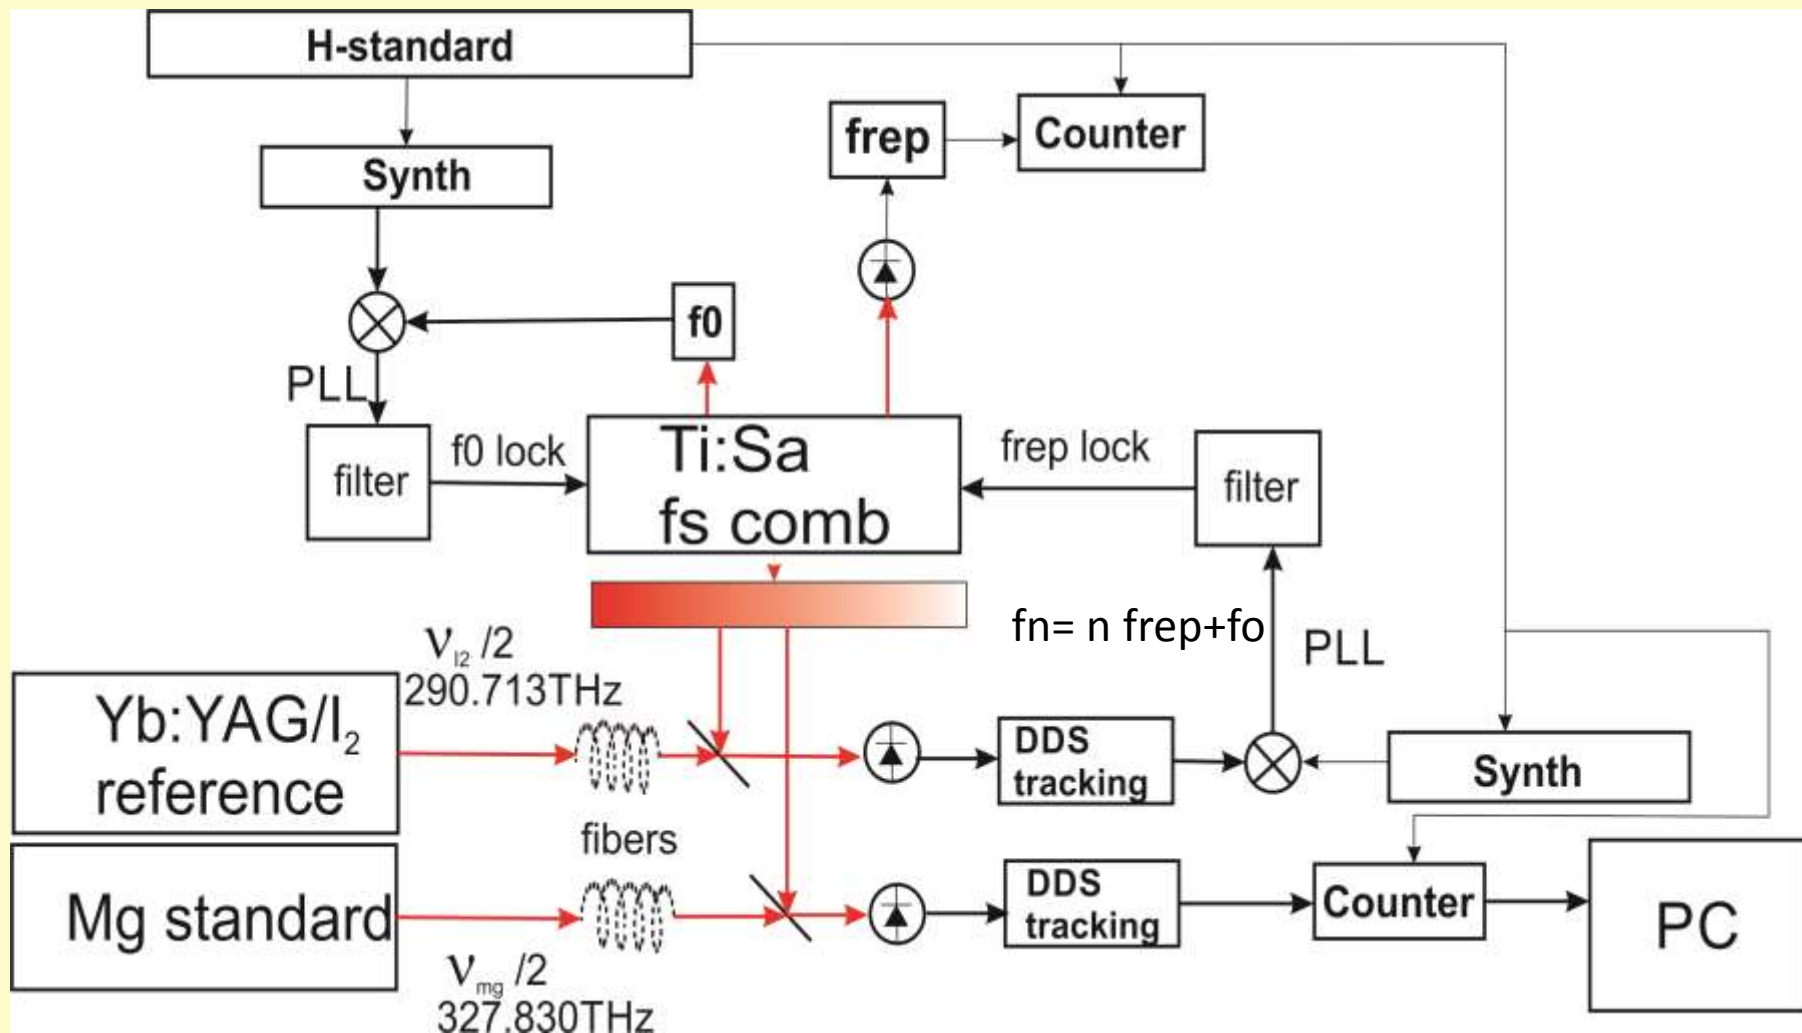 H-standard
Synth
frep
Counter
f0
PLL
filter
f0 lock
Ti:Sa
fs comb
frep lock
filter
fn= n frep+fo
PLL
νI2 /2
290.713THz
Yb:YAG/I2
reference
DDS
tracking
Synth
fibers
Mg standard
DDS
tracking
Counter
PC
νmg /2
327.830THz